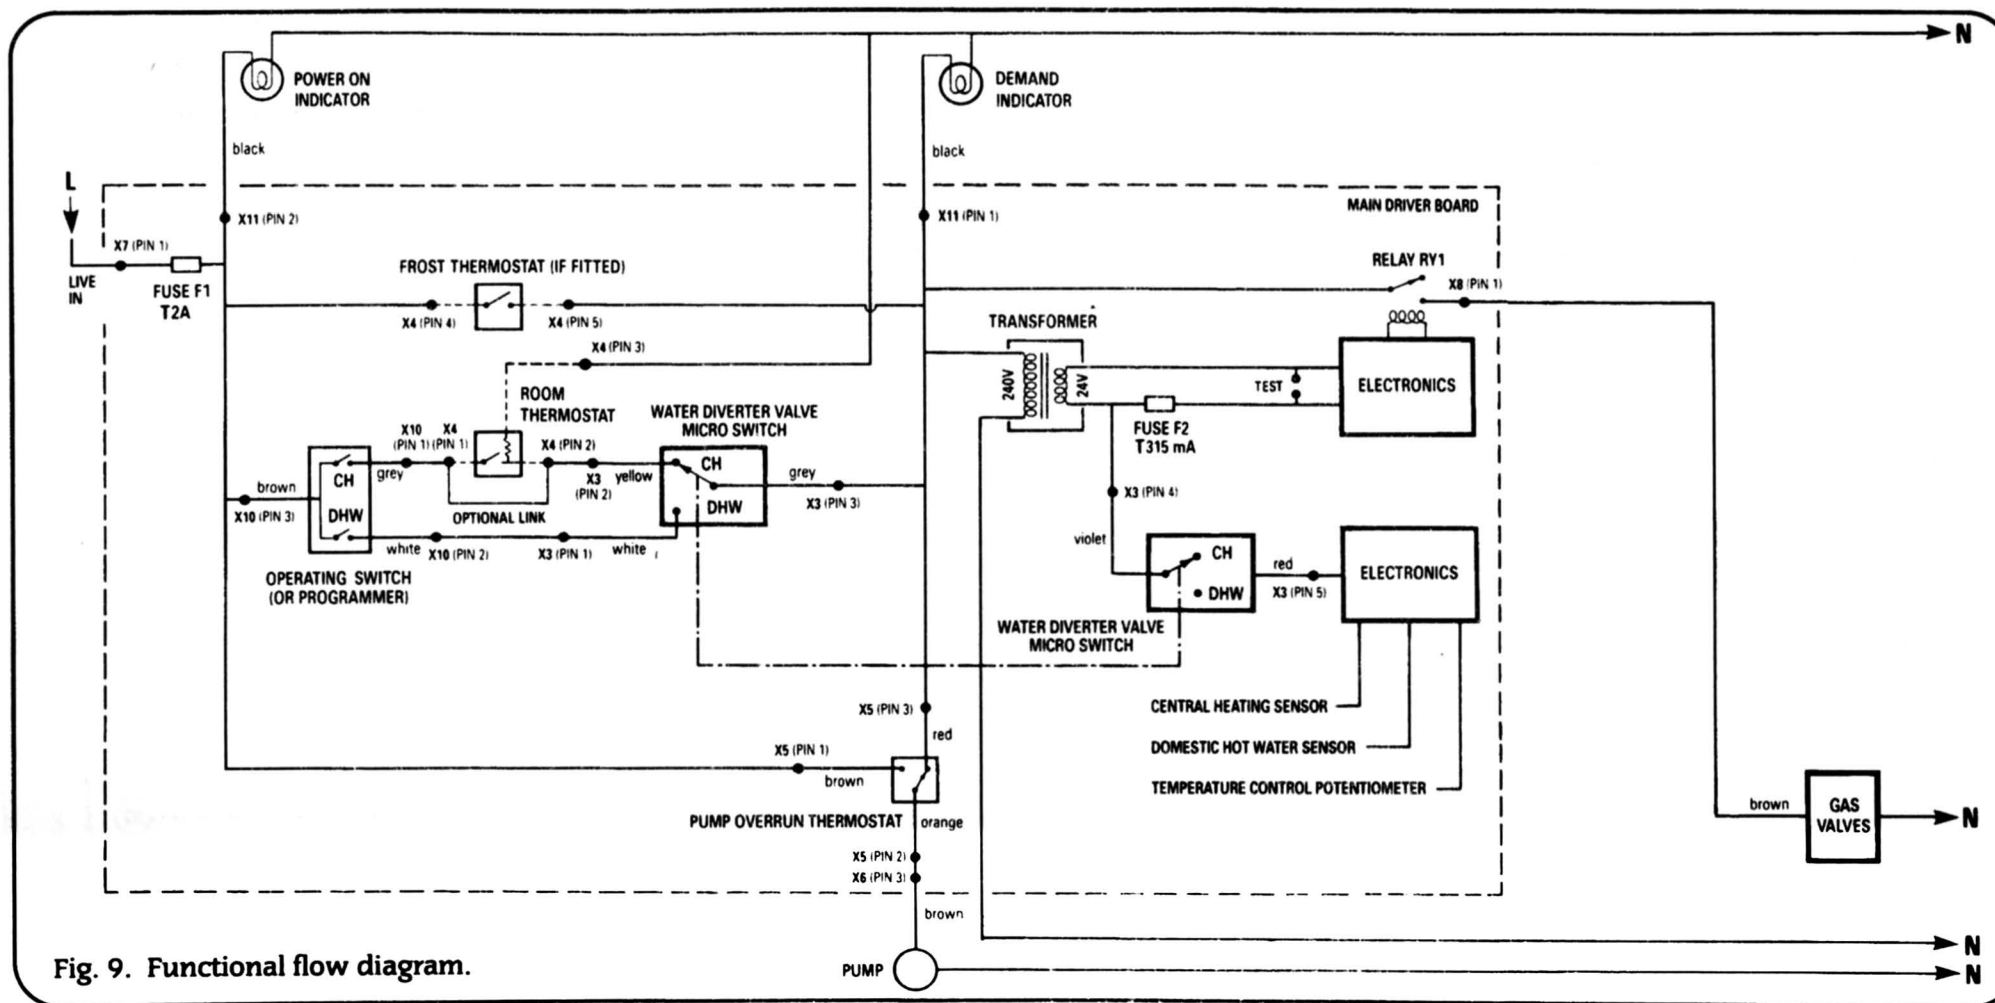 N
POWER ON
INDICATOR
DEMAND
INDICATOR
black
black
L
X11 (PIN 2)
X11 (PIN 1)
MAIN DRIVER BOARD
X7 (PIN 1)
LIVE
IN
FUSE F1
T2A
FROST THERMOSTAT (IF FITTED)
X4 (PIN 4)
X4 (PIN 5)
RELAY RY1
X8 (PIN 1)
TRANSFORMER
240V
24V
TEST
ELECTRONICS
FUSE F2
T315 mA
X4 (PIN 3)
ROOM
THERMOSTAT
WATER DIVERTER VALVE
MICRO SWITCH
X10
(PIN 1)
X4
(PIN 1)
X4 (PIN 2)
grey
CH
DHW
X3
(PIN 2)
yellow
CH
DHW
grey
X3 (PIN 3)
brown
X10 (PIN 3)
OPTIONAL LINK
white
X10 (PIN 2)
X3 (PIN 1)
white
OPERATING SWITCH
(OR PROGRAMMER)
X3 (PIN 4)
violet
CH
DHW
red
X3 (PIN 5)
ELECTRONICS
WATER DIVERTER VALVE
MICRO SWITCH
CENTRAL HEATING SENSOR
DOMESTIC HOT WATER SENSOR
TEMPERATURE CONTROL POTENTIOMETER
X5 (PIN 3)
red
X5 (PIN 1)
brown
PUMP OVERRUN THERMOSTAT
orange
X5 (PIN 2)
X6 (PIN 3)
brown
brown
GAS
VALVES
N
N
N
PUMP
Fig. 9. Functional flow diagram.